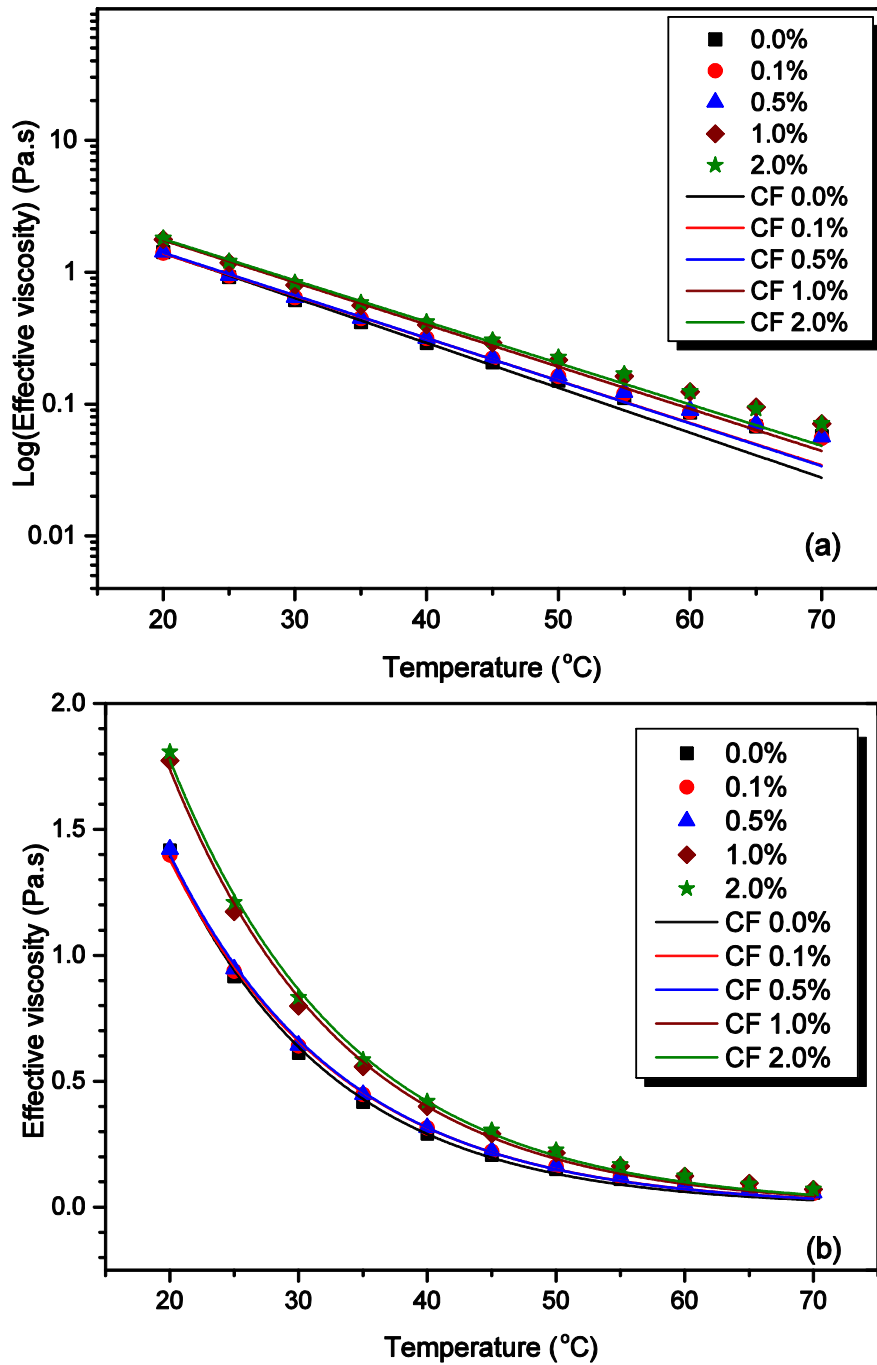 0.0%
0.1%
0.5%
1.0%
2.0%
CF 0.0%
CF 0.1%
CF 0.5%
CF 1.0%
CF 2.0%
10
1
0.1
0.01
Log(Effective viscosity) (Pa.s)
(a)
20 30 40 50 60 70
Temperature (°C)
2.0
1.5
1.0
0.5
0.0
Effective viscosity (Pa.s)
0.0%
0.1%
0.5%
1.0%
2.0%
CF 0.0%
CF 0.1%
CF 0.5%
CF 1.0%
CF 2.0%
(b)
20 30 40 50 60 70
Temperature (°C)